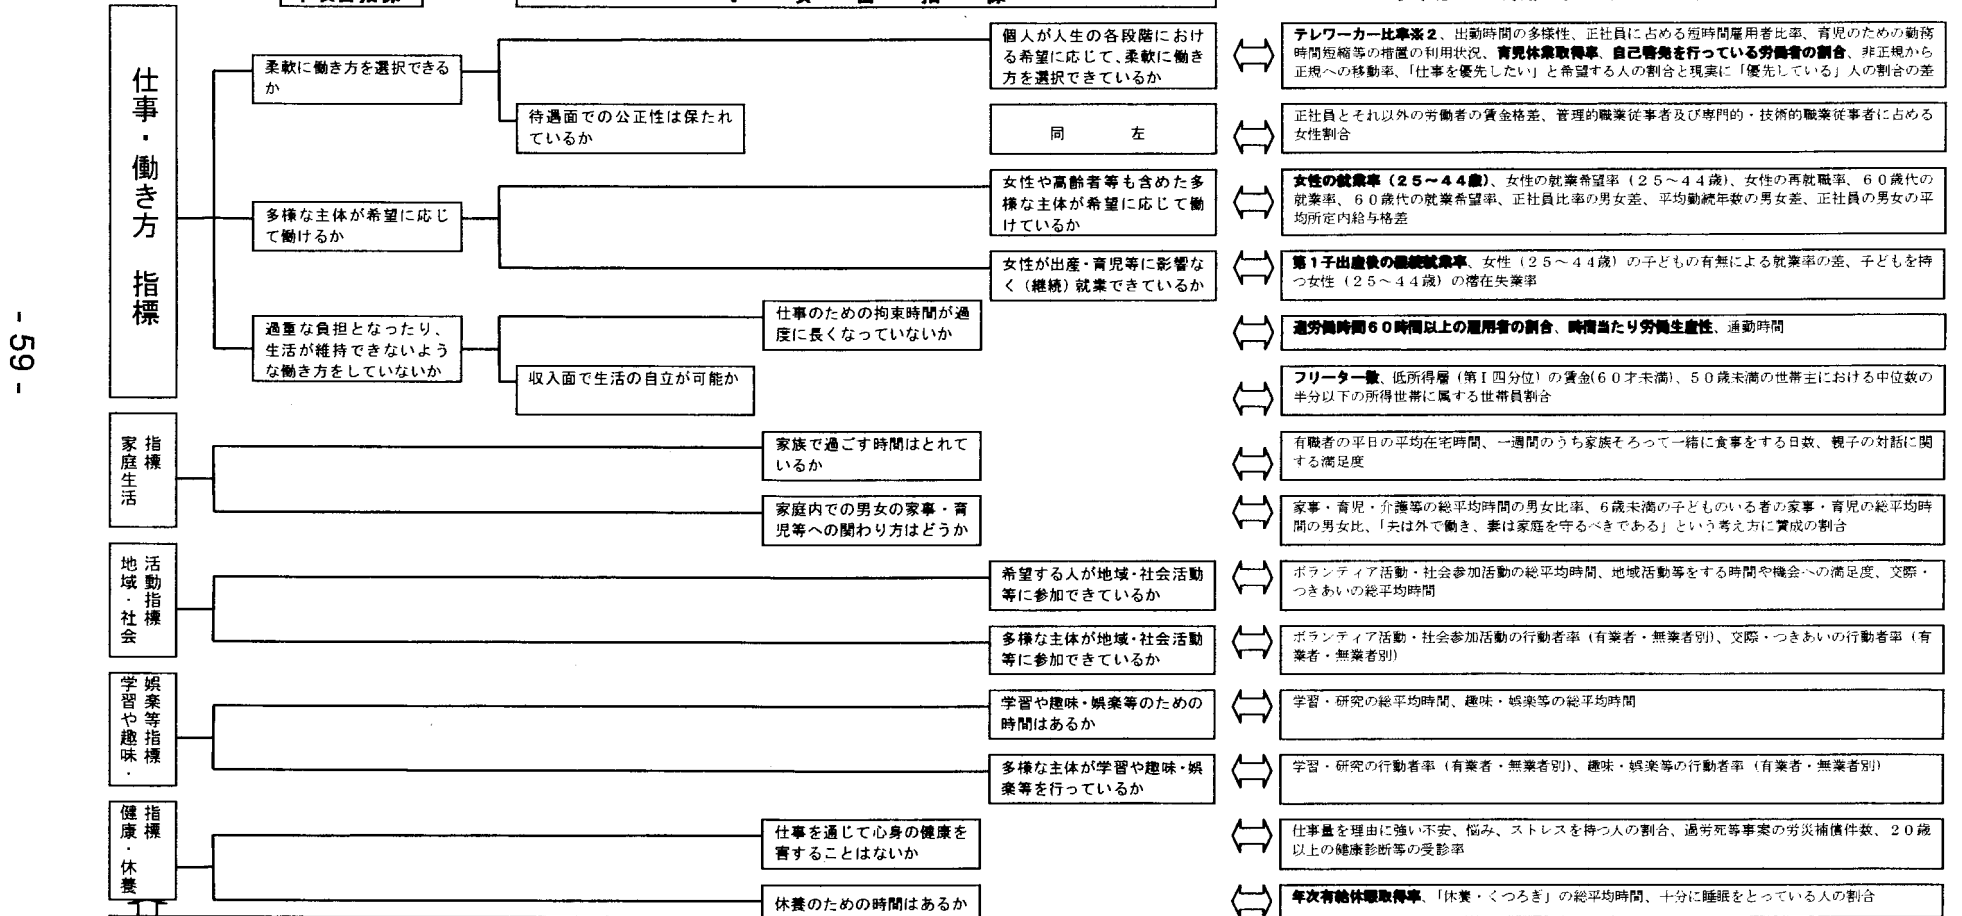 - 59 -
仕事・働き方 指標
柔軟に働き方を選択できる
か
個人が人生の各段階におけ
る希望に応じて、柔軟に働き
方を選択できているか
テレワーカー比率※2、出勤時間の多様性、正社員に占める短時間雇用者比率、育児のための勤務
時間短縮等の措置の利用状況、育児休業取得率、自己啓発を行っている労働者の割合、非正規から
正規への移動率、「仕事を優先したい」と希望する人の割合と現実に「優先している」人の割合の差
待遇面での公正性は保たれ
ているか
同 左
正社員とそれ以外の労働者の賃金格差、管理的職業従事者及び専門的・技術的職業従事者に占める
女性割合
多様な主体が希望に応じ
て働けるか
女性や高齢者等も含めた多
様な主体が希望に応じて働
けているか
女性の就業率(25~44歳)、女性の就業希望率(25~44歳)、女性の再就職率、60歳代の
就業率、60歳代の就業希望率、正社員比率の男女差、平均勤続年数の男女差、正社員の男女の平
均所定内給与格差
女性が出産・育児等に影響な
く(継続)就業できているか
第1子出産後の継続就業率、女性(25~44歳)の子どもの有無による就業率の差、子どもを持
つ女性(25~44歳)の潜在失業率
過重な負担となったり、
生活が維持できないよう
な働き方をしていないか
仕事のための拘束時間が過
度に長くなっていないか
週労働時間60時間以上の雇用者の割合、時間当たり労働生産性、通勤時間
収入面で生活の自立が可能か
フリーター数、低所得層(第I四分位)の賃金(60才未満)、50歳未満の世帯主における中位数の
半分以下の所得世帯に属する世帯員割合
家庭生活
指標
家族で過ごす時間はとれて
いるか
有職者の平日の平均在宅時間、一週間のうち家族そろって一緒に食事をする日数、親子の対話に関
する満足度
家庭内での男女の家事・育
児等への関わり方はどうか
家事・育児・介護等の総平均時間の男女比率、6歳未満の子どものいる者の家事・育児の総平均時
間の男女比、「夫は外で働き、妻は家庭を守るべきである」という考え方に賛成の割合
地域・社会
活動指標
希望する人が地域・社会活動
等に参加できているか
ボランティア活動・社会参加活動の総平均時間、地域活動等をする時間や機会への満足度、交際・
つきあいの総平均時間
多様な主体が地域・社会活動
等に参加できているか
ボランティア活動・社会参加活動の行動者率(有業者・無業者別)、交際・つきあいの行動者率(有
業者・無業者別)
学習や趣味・
娯楽等指標
学習や趣味・娯楽等のための
時間はあるか
学習・研究の総平均時間、趣味・娯楽等の総平均時間
多様な主体が学習や趣味・娯
楽等を行っているか
学習・研究の行動者率(有業者・無業者別)、趣味・娯楽等の行動者率(有業者・無業者別)
健康・休養
指標
仕事を通じて心身の健康を
害することはないか
仕事量を理由に強い不安、悩み、ストレスを持つ人の割合、過労死等事案の労災補償件数、20歳
以上の健康診断等の受診率
休養のための時間はあるか
年次有給休暇取得率、「休養・くつろぎ」の総平均時間、十分に睡眠をとっている人の割合